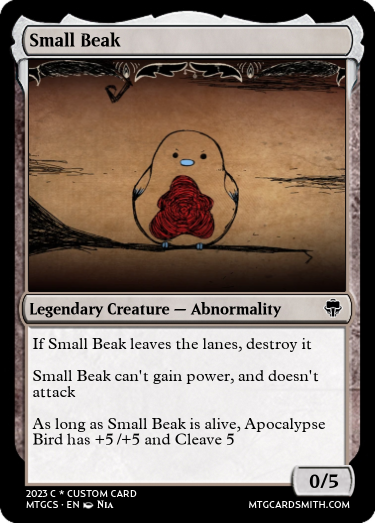 Small Beak
Legendary Creature — Abnormality
If Small Beak leaves the lanes, destroy it
Small Beak can't gain power, and doesn't
attack
As long as Small Beak is alive, Apocalypse
Bird has +5/+5 and Cleave 5
0/5
2023 C * CUSTOM CARD
MTGCS · EN NIA
MTGCARDSMITH.COM